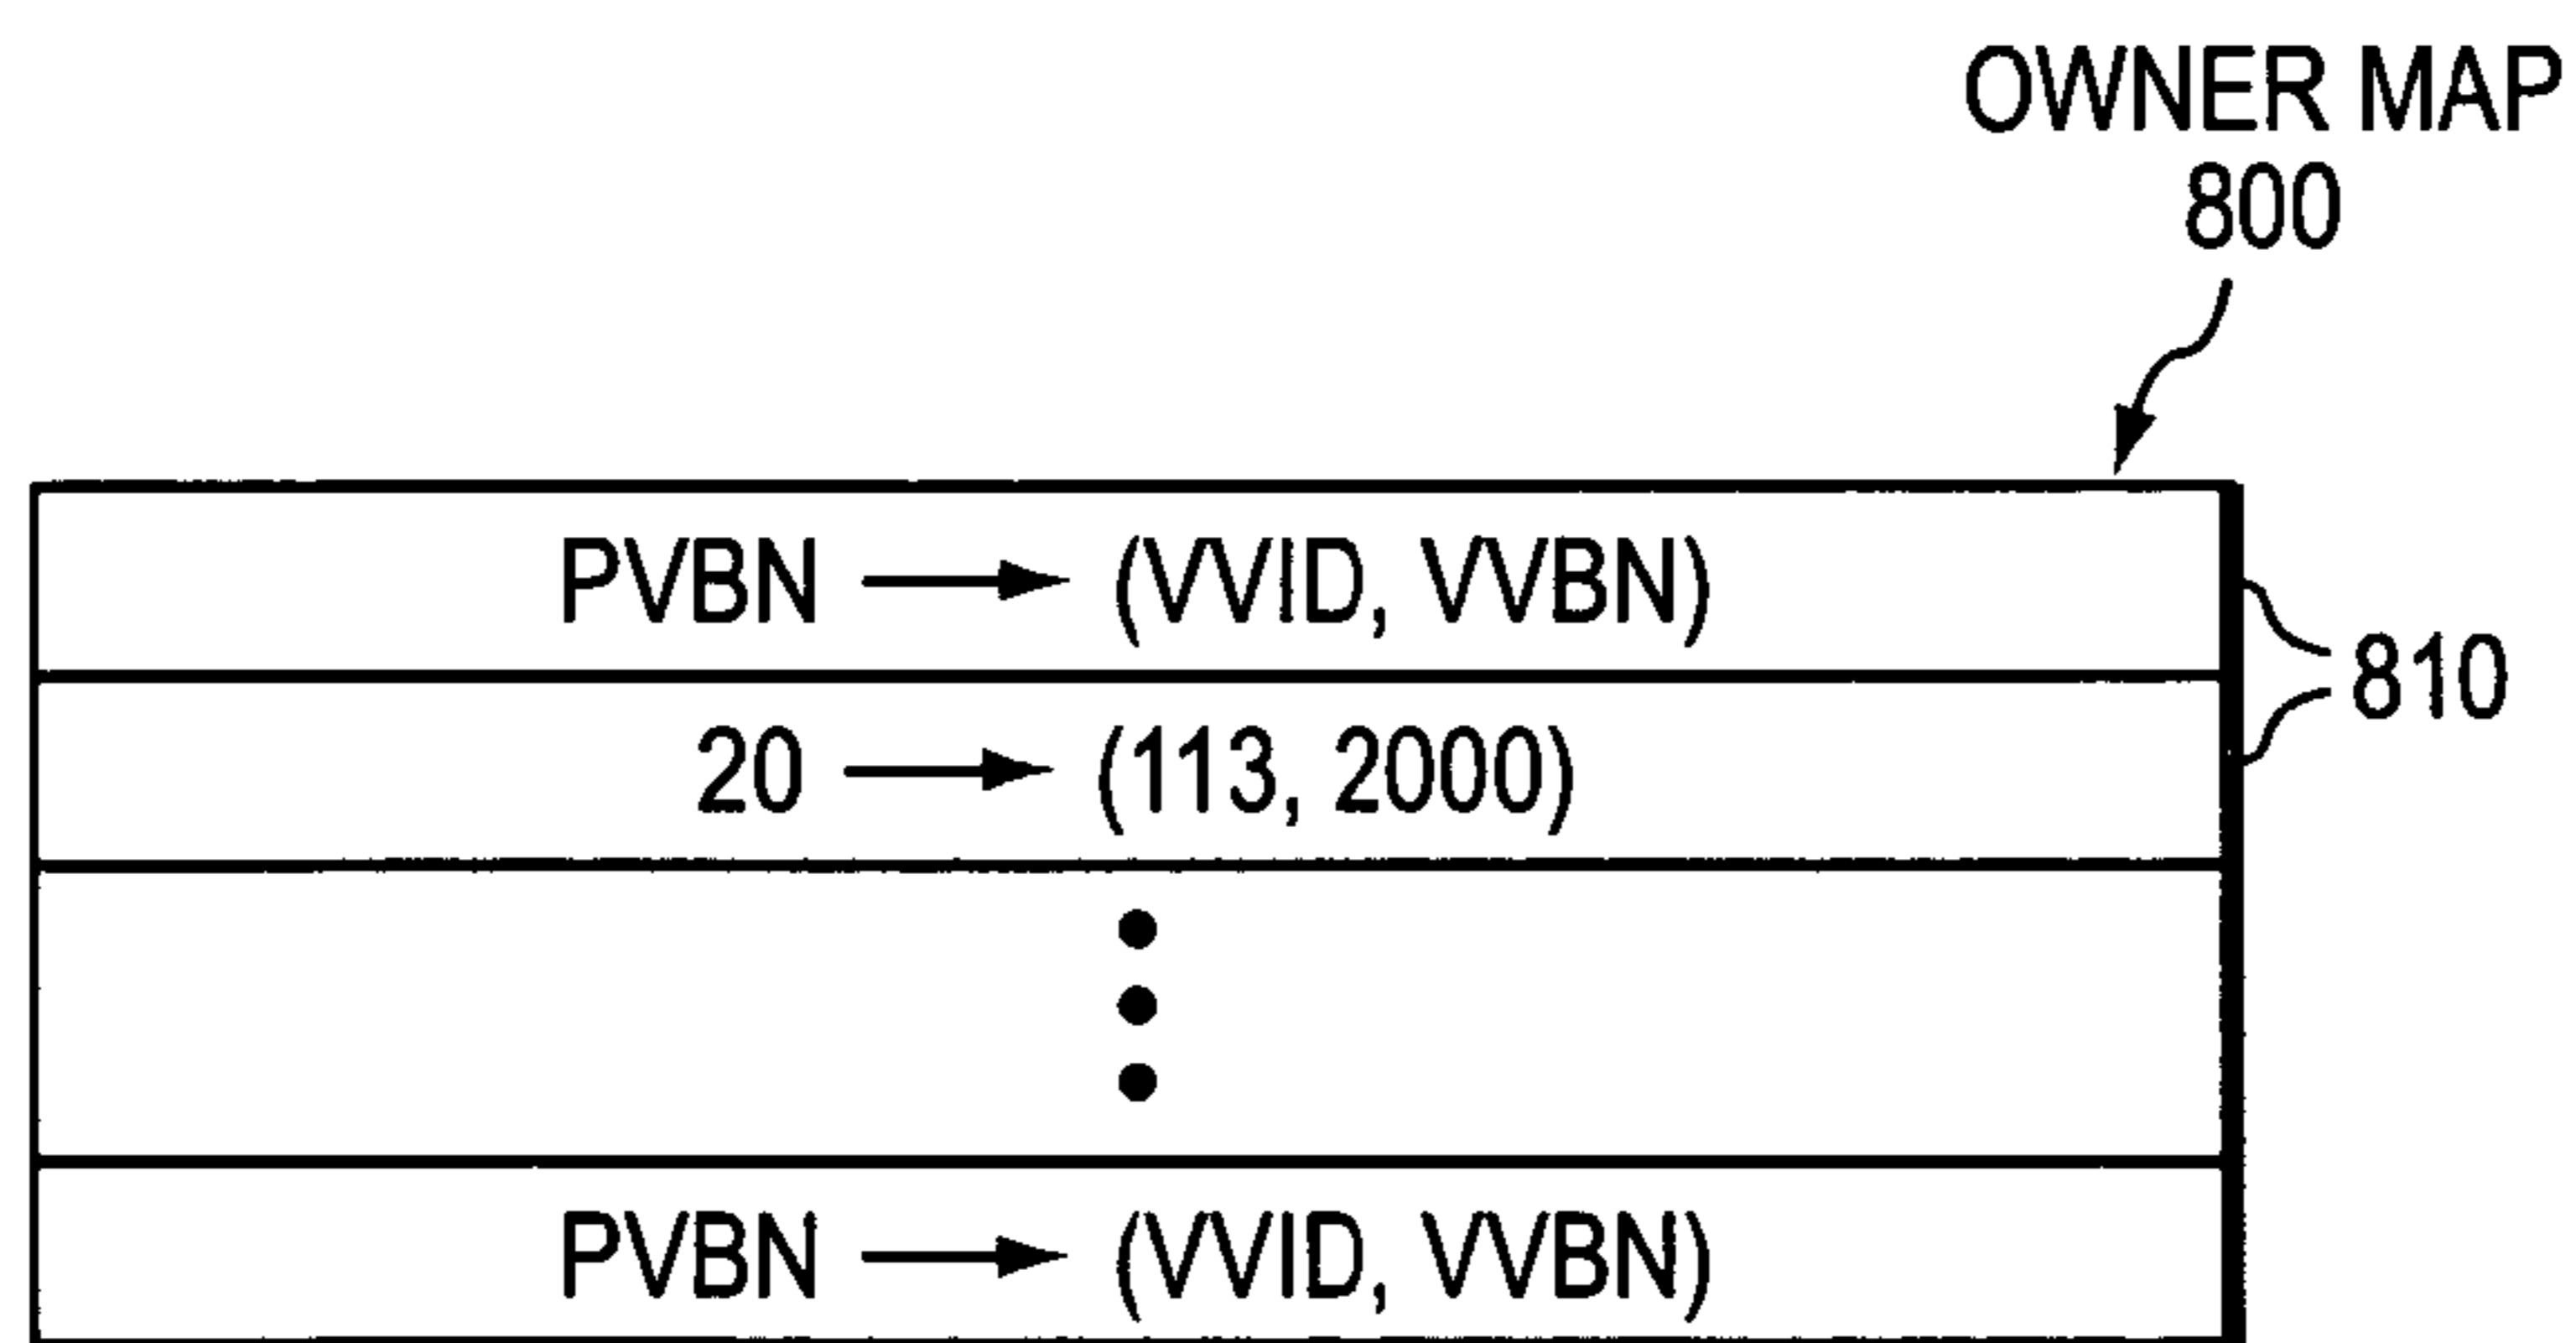 OWNER MAP
800
PVBN → (VVID, VVBN)
20 → (113, 2000)
810
PVBN → (VVID, VVBN)